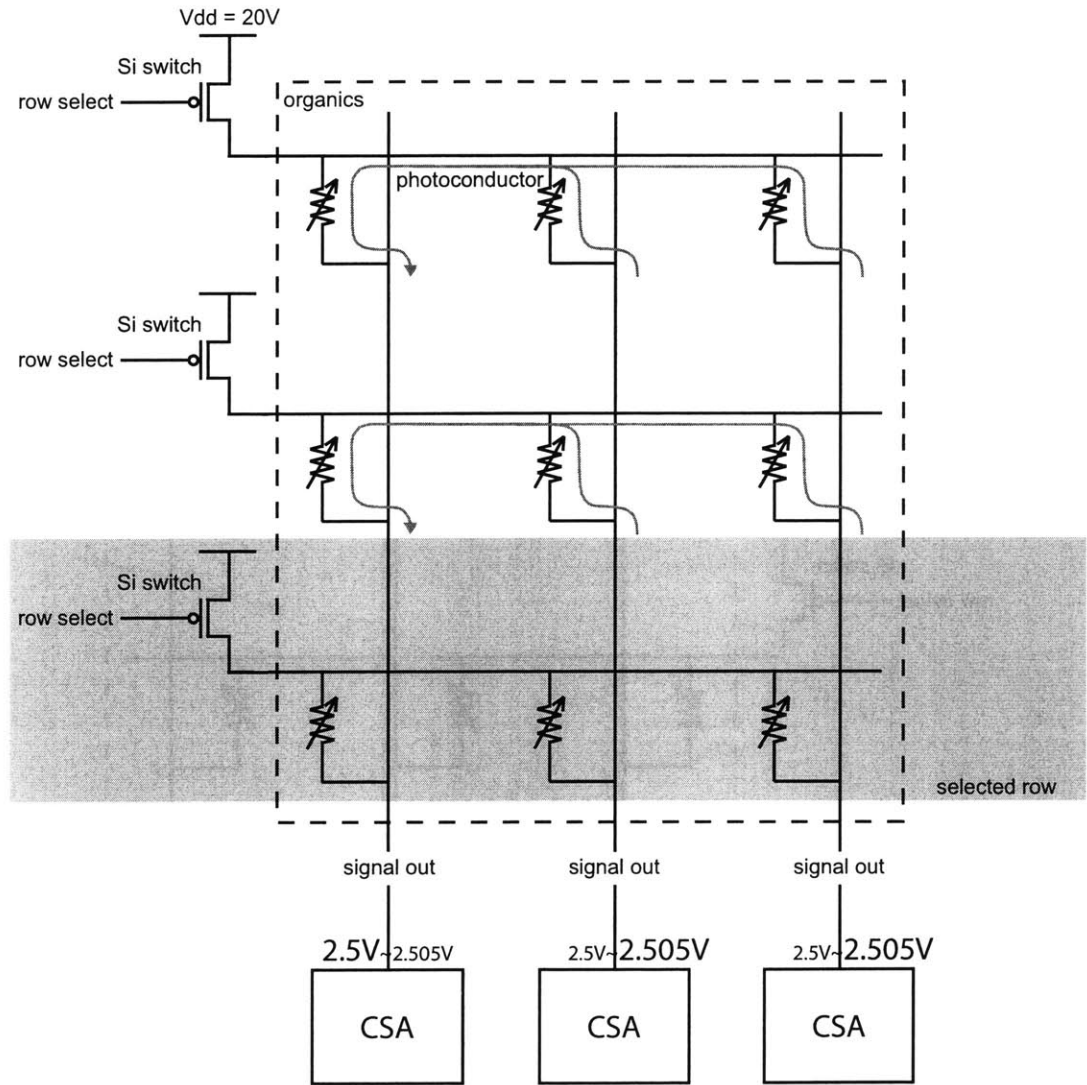 Vdd = 20V
Si switch
row select
organics
photoconductor
Si switch
row select
Si switch
row select
selected row
signal out signal out signal out
2.5V~2.505V 2.5V~2.505V 2.5V~2.505V
CSA CSA CSA